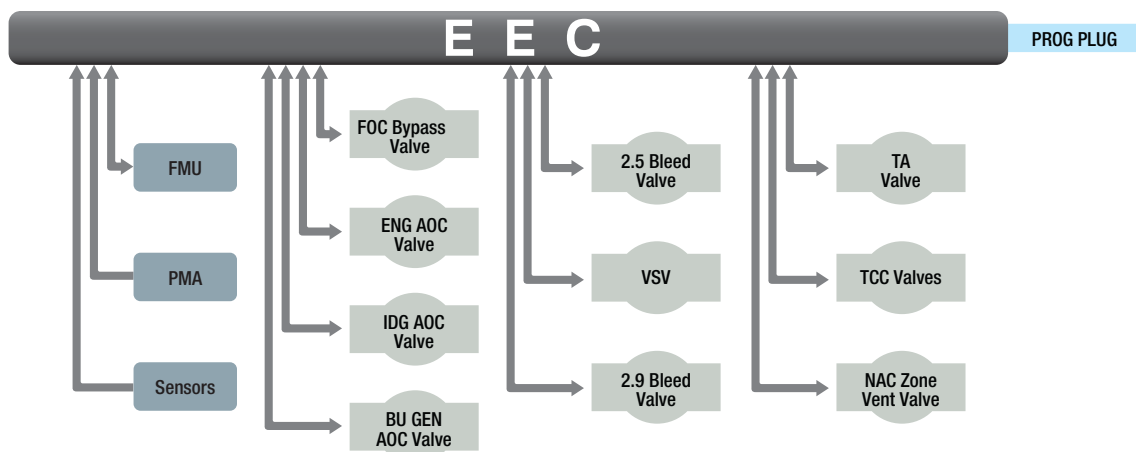 E E C
PROG PLUG
FMU
PMA
Sensors
FOC Bypass
Valve
ENG AOC
Valve
IDG AOC
Valve
BU GEN
AOC Valve
2.5 Bleed
Valve
VSV
2.9 Bleed
Valve
TA
Valve
TCC Valves
NAC Zone
Vent Valve